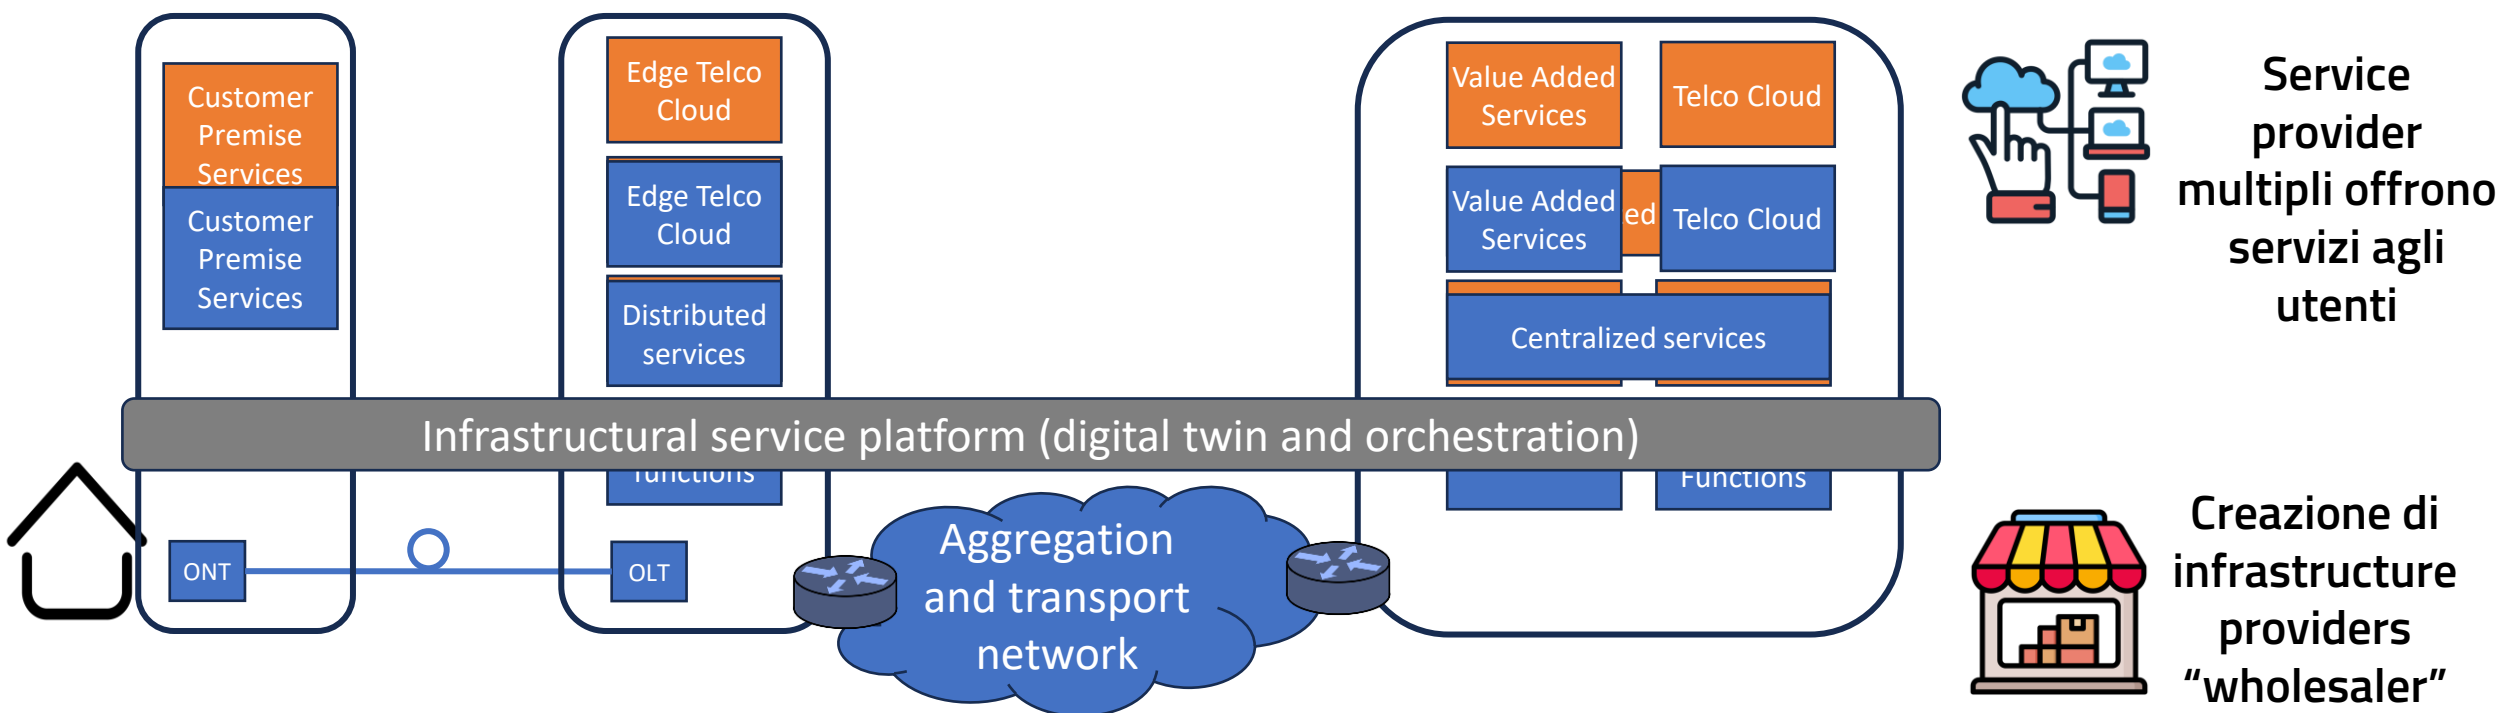 Customer
Premise
Services
Customer
Premise
Services
ONT
Edge Telco
Cloud
Edge Telco
Cloud
Distributed
services
functions
OLT
Value Added
Services
Telco Cloud
Value Added
Services
ed
Telco Cloud
Centralized services
Functions
Infrastructural service platform (digital twin and orchestration)
Aggregation
and transport
network
Service
provider
multipli offrono
servizi agli
utenti
Creazione di
infrastructure
providers
“wholesaler”